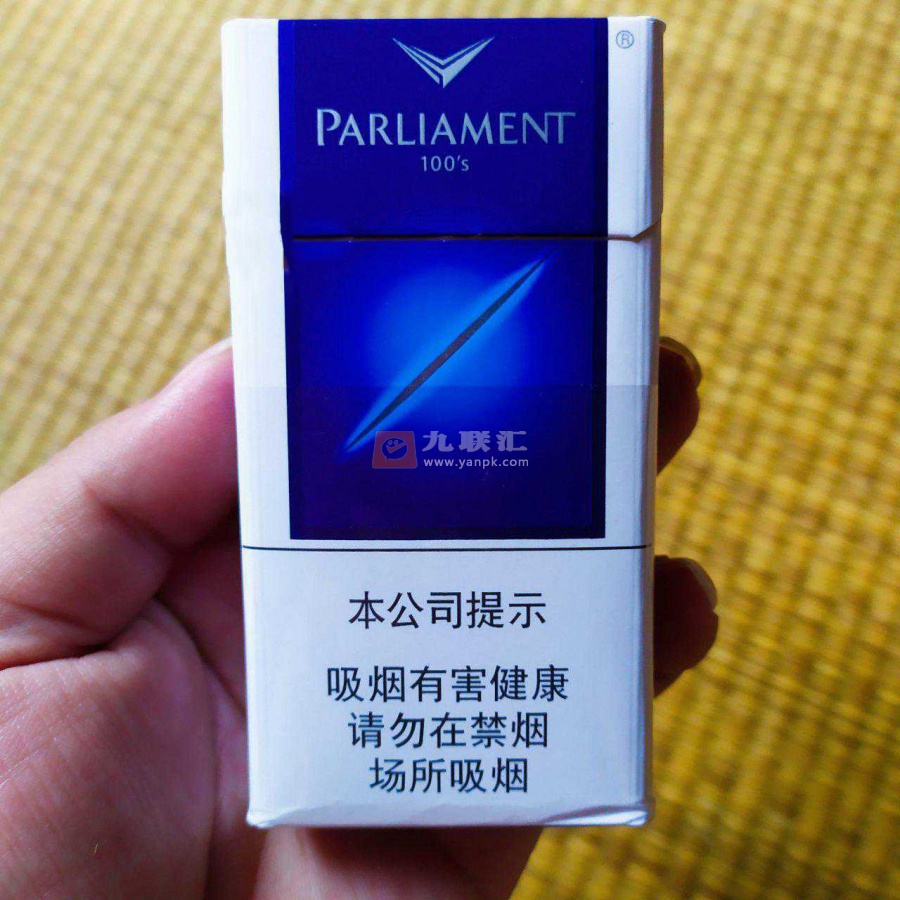 ®
PARLIAMENT
100's
九联汇
www.yanpk.com
本公司提示
吸烟有害健康
请勿在禁烟
场所吸烟